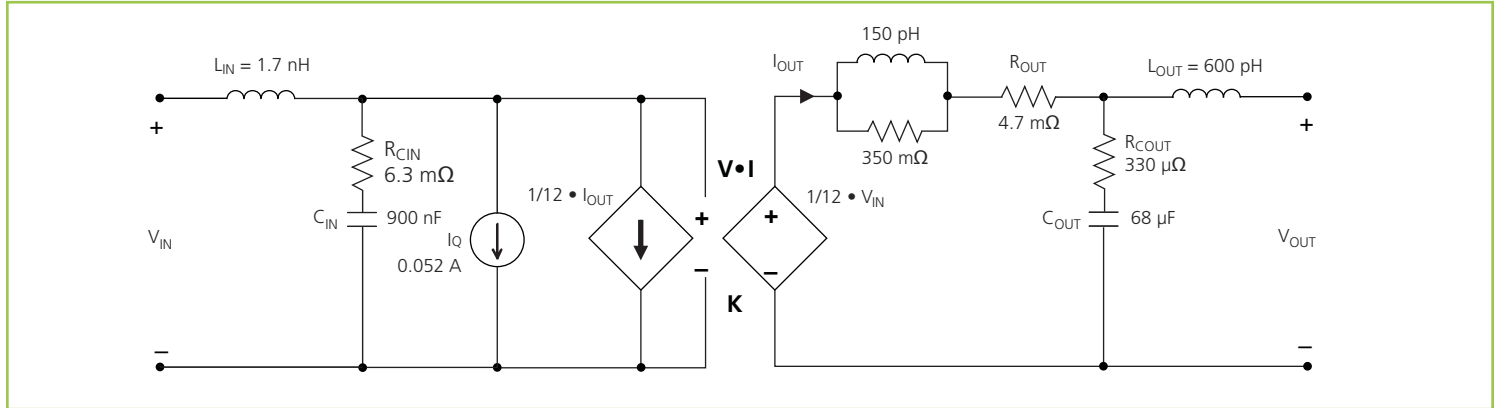 L_IN = 1.7 nH
+
R_CIN
6.3 mΩ
C_IN
900 nF
V_IN
I_Q
0.052 A
1/12 • I_OUT
–
V•I
+
–
K
+
–
1/12 • V_IN
I_OUT
150 pH
350 mΩ
R_OUT
4.7 mΩ
L_OUT = 600 pH
+
R_COUT
330 µΩ
C_OUT
68 µF
V_OUT
–